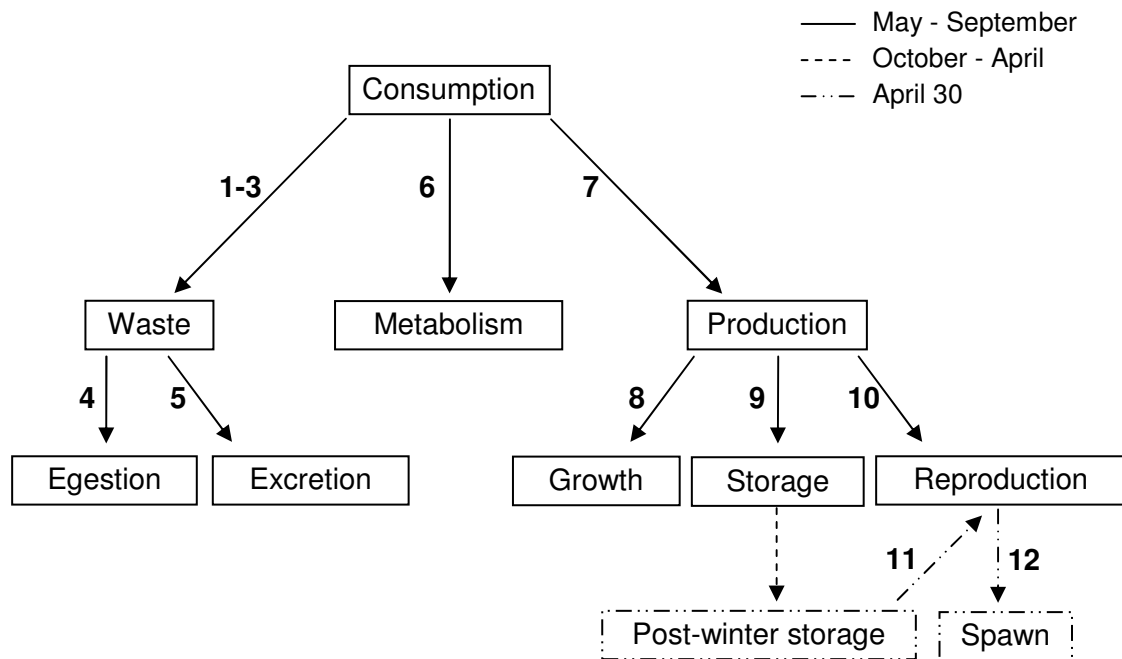 May - September
October - April
April 30
Consumption
1-3
6
7
Waste
Metabolism
Production
4
5
8
9
10
Egestion
Excretion
Growth
Storage
Reproduction
11
12
Post-winter storage
Spawn